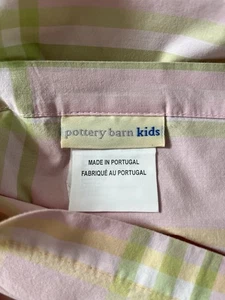 pottery barn kids
MADE IN PORTUGAL
FABRIQUÉ AU PORTUGAL